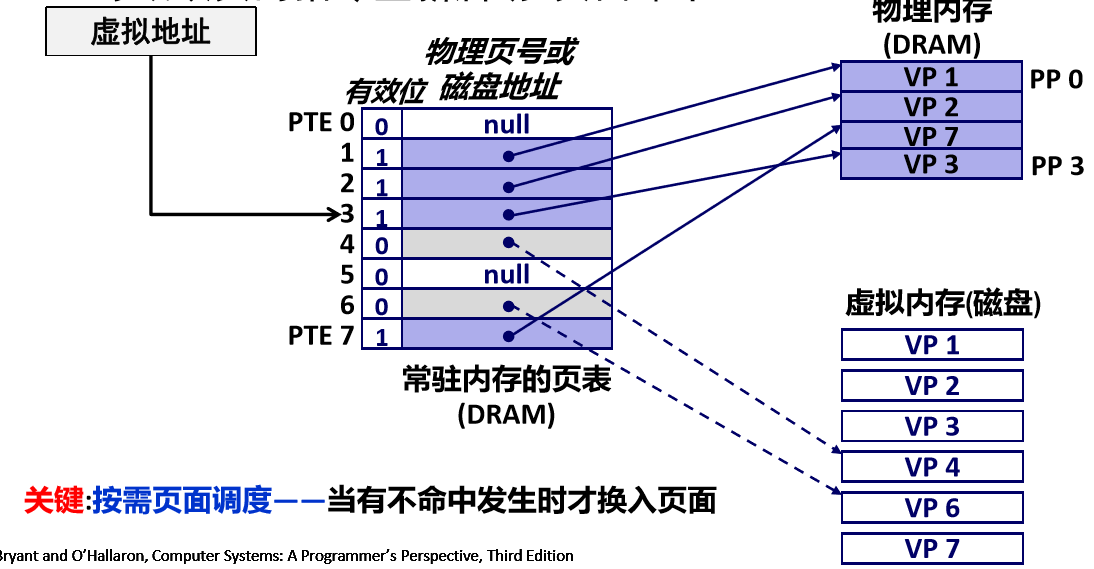 虚拟地址
物理内存
(DRAM)
物理页号或
磁盘地址
有效位
VP 1 PP 0
VP 2
VP 7
VP 3 PP 3
PTE 0 0 null
1 1
2 1
3 1
4 0
5 0 null
6 0
PTE 7 1
常驻内存的页表
(DRAM)
虚拟内存(磁盘)
VP 1
VP 2
VP 3
VP 4
VP 6
VP 7
关键:按需页面调度——当有不命中发生时才换入页面
Bryant and O'Hallaron, Computer Systems: A Programmer's Perspective, Third Edition